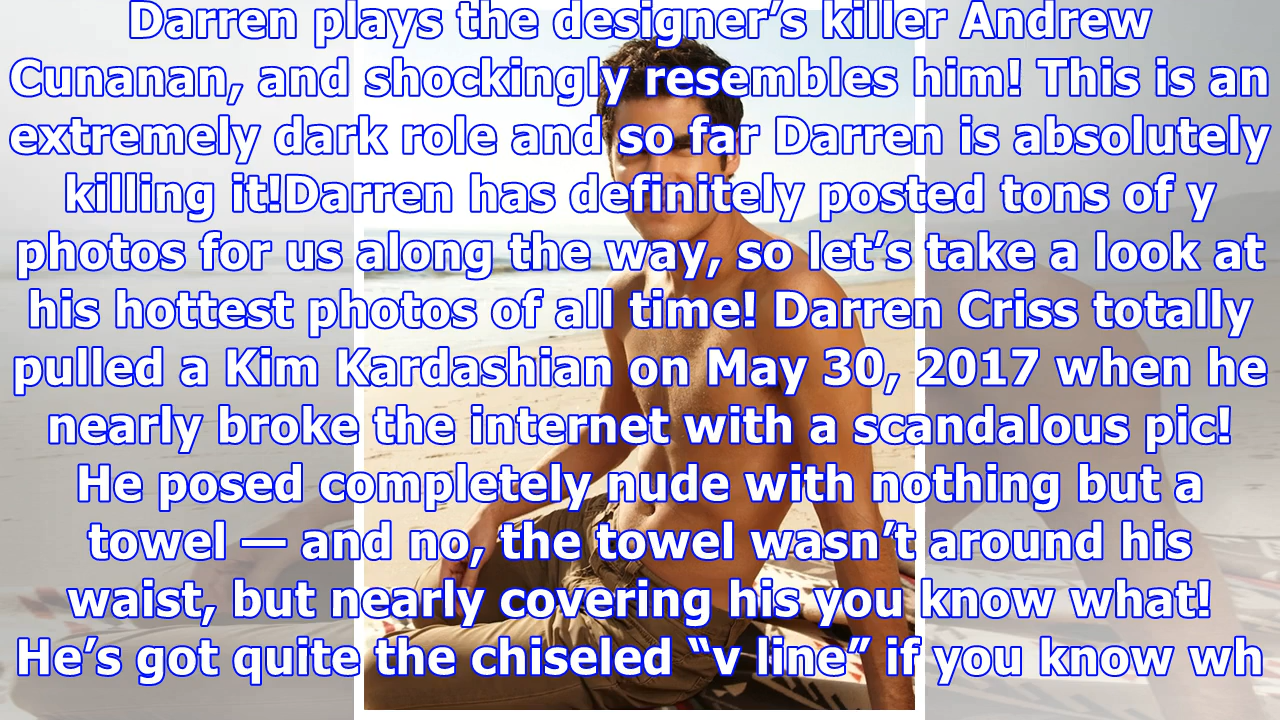 Darren plays the designer’s killer Andrew
Cunanan, and shockingly resembles him! This is an
extremely dark role and so far Darren is absolutely
killing it!Darren has definitely posted tons of y
photos for us along the way, so let’s take a look at
his hottest photos of all time! Darren Criss totally
pulled a Kim Kardashian on May 30, 2017 when he
nearly broke the internet with a scandalous pic!
He posed completely nude with nothing but a
towel — and no, the towel wasn’t around his
waist, but nearly covering his you know what!
He’s got quite the chiseled “v line” if you know wh